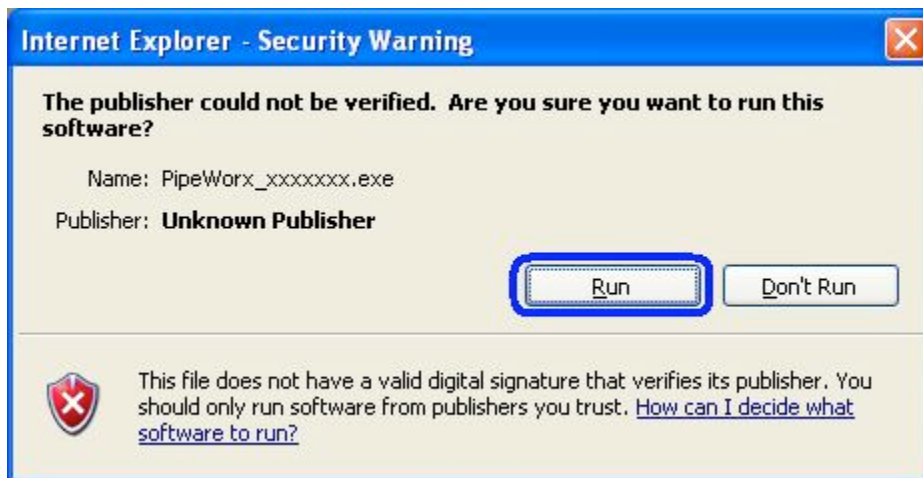 Internet Explorer - Security Warning
The publisher could not be verified.  Are you sure you want to run this
software?
Name: PipeWorx_xxxxxxx.exe
Publisher: Unknown Publisher
Run Don't Run
This file does not have a valid digital signature that verifies its publisher. You
should only run software from publishers you trust. How can I decide what
software to run?